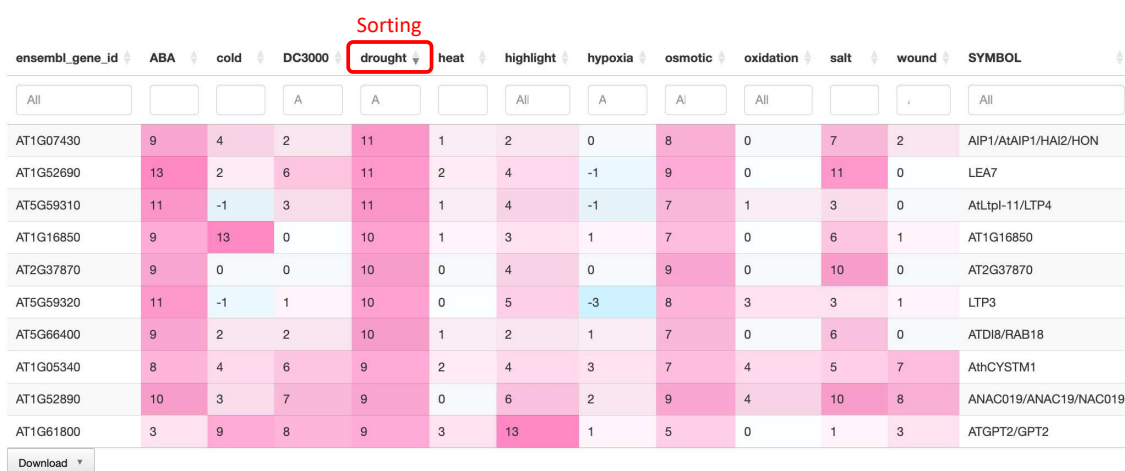 Sorting
ensembl_gene_id ABA cold DC3000 drought heat highlight hypoxia osmotic oxidation salt wound SYMBOL
All A A All A Al All All
AT1G07430 9 4 2 11 1 2 0 8 0 7 2 AIP1/AtAIP1/HAI2/HON
AT1G52690 13 2 6 11 2 4 -1 9 0 11 0 LEA7
AT5G59310 11 -1 3 11 1 4 -1 7 1 3 0 AtLtpI-11/LTP4
AT1G16850 9 13 0 10 1 3 1 7 0 6 1 AT1G16850
AT2G37870 9 0 0 10 0 4 0 9 0 10 0 AT2G37870
AT5G59320 11 -1 1 10 0 5 -3 8 3 3 1 LTP3
AT5G66400 9 2 2 10 1 2 1 7 0 6 0 ATDI8/RAB18
AT1G05340 8 4 6 9 2 4 3 7 4 5 7 AthCYSTM1
AT1G52890 10 3 7 9 0 6 2 9 4 10 8 ANAC019/ANAC19/NAC019
AT1G61800 3 9 8 9 3 13 1 5 0 1 3 ATGPT2/GPT2
Download